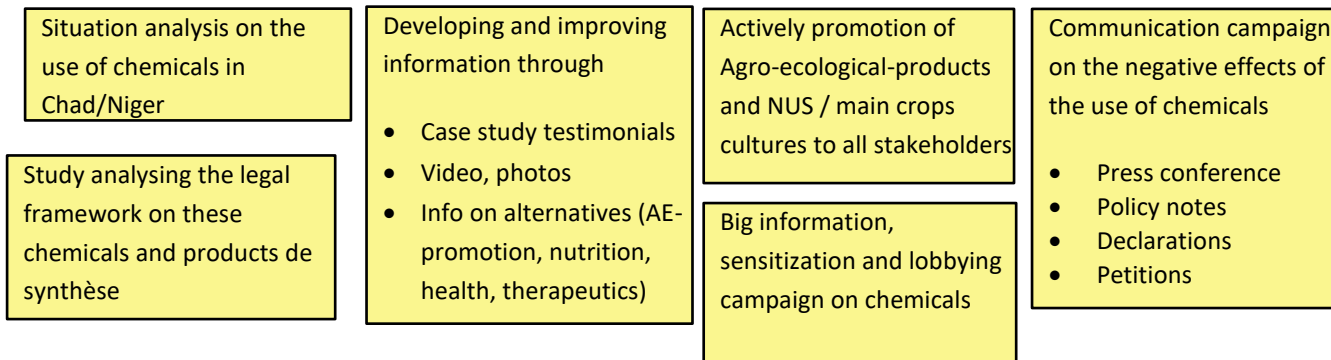 Situation analysis on the
use of chemicals in
Chad/Niger
Study analysing the legal
framework on these
chemicals and products de
synthèse
Developing and improving
information through
• Case study testimonials
• Video, photos
• Info on alternatives (AE-
promotion, nutrition,
health, therapeutics)
Actively promotion of
Agro-ecological-products
and NUS / main crops
cultures to all stakeholders
Big information,
sensitization and lobbying
campaign on chemicals
Communication campaign
on the negative effects of
the use of chemicals
• Press conference
• Policy notes
• Declarations
• Petitions